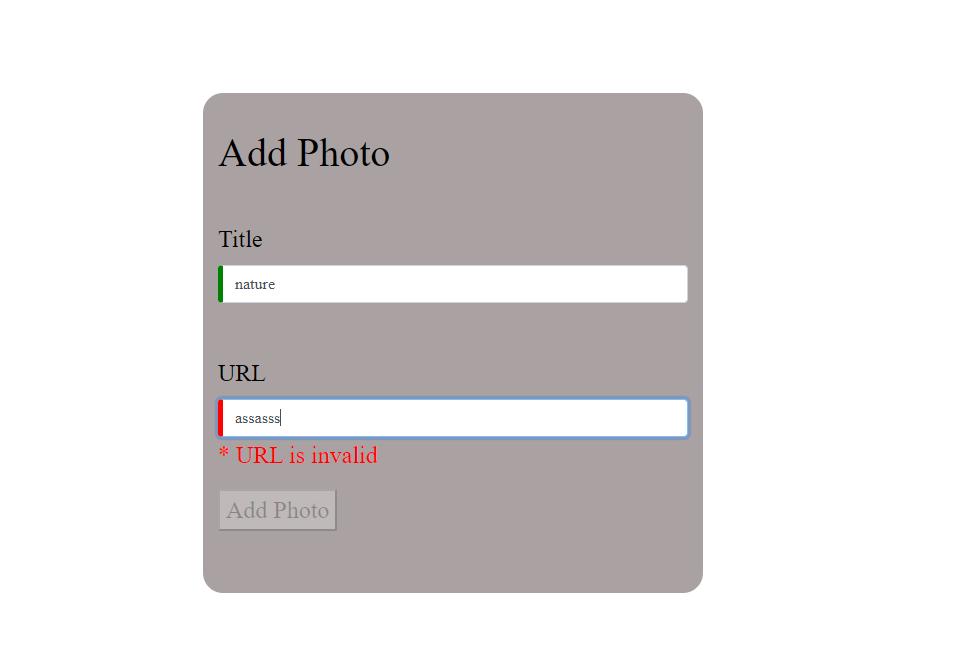 Add Photo
Title
nature
URL
assasss
* URL is invalid
Add Photo